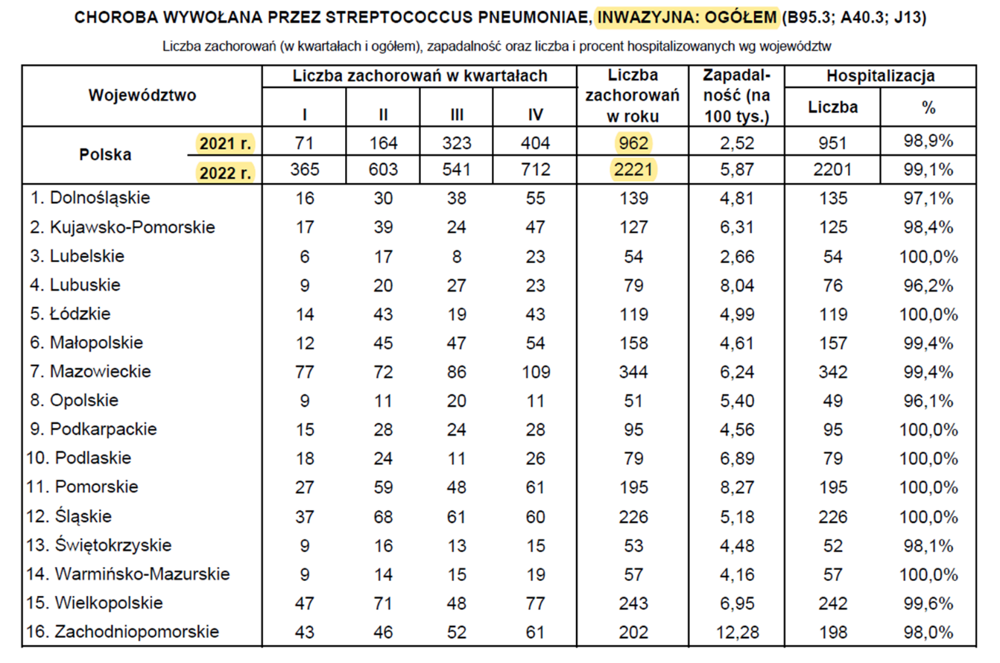 CHOROBA WYWOŁANA PRZEZ STREPTOCOCCUS PNEUMONIAE, INWAZYJNA: OGÓŁEM (B95.3; A40.3; J13)
Liczba zachorowań (w kwartałach i ogółem), zapadalność oraz liczba i procent hospitalizowanych wg województw
Województwo Liczba zachorowań w kwartałach Liczba zachorowań w roku Zapadal-ność (na 100 tys.) Hospitalizacja
I II III IV Liczba %
Polska 2021 r. 71 164 323 404 962 2,52 951 98,9%
2022 r. 365 603 541 712 2221 5,87 2201 99,1%
1. Dolnośląskie 16 30 38 55 139 4,81 135 97,1%
2. Kujawsko-Pomorskie 17 39 24 47 127 6,31 125 98,4%
3. Lubelskie 6 17 8 23 54 2,66 54 100,0%
4. Lubuskie 9 20 27 23 79 8,04 76 96,2%
5. Łódzkie 14 43 19 43 119 4,99 119 100,0%
6. Małopolskie 12 45 47 54 158 4,61 157 99,4%
7. Mazowieckie 77 72 86 109 344 6,24 342 99,4%
8. Opolskie 9 11 20 11 51 5,40 49 96,1%
9. Podkarpackie 15 28 24 28 95 4,56 95 100,0%
10. Podlaskie 18 24 11 26 79 6,89 79 100,0%
11. Pomorskie 27 59 48 61 195 8,27 195 100,0%
12. Śląskie 37 68 61 60 226 5,18 226 100,0%
13. Świętokrzyskie 9 16 13 15 53 4,48 52 98,1%
14. Warmińsko-Mazurskie 9 14 15 19 57 4,16 57 100,0%
15. Wielkopolskie 47 71 48 77 243 6,95 242 99,6%
16. Zachodniopomorskie 43 46 52 61 202 12,28 198 98,0%